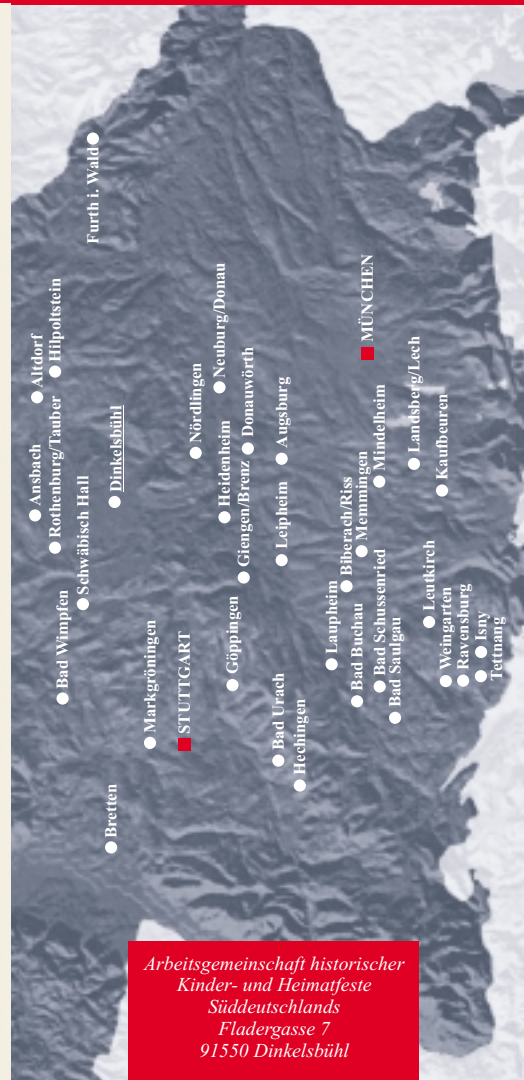 Furth i. Wald
Altdorf
Hilpoltstein
Ansbach
Rothenburg/Tauber
Schwäbisch Hall
Dinkelsbühl
Bad Wimpfen
Nördlingen
Neuburg/Donau
Donauwörth
Heidenheim
Giengen/Brenz
Augsburg
Leipheim
MÜNCHEN
Landsberg/Lech
Mindelheim
Kaufbeuren
Memmingen
Biberach/Riss
Laupheim
Bad Buchau
Bad Schussenried
Bad Saulgau
Leutkirch
Weingarten
Ravensburg
Isny
Tettnang
Markgröningen
STUTTGART
Göppingen
Bad Urach
Hechingen
Bretten
Arbeitsgemeinschaft historischer
Kinder- und Heimatfeste
Süddeutschlands
Fladergasse 7
91550 Dinkelsbühl